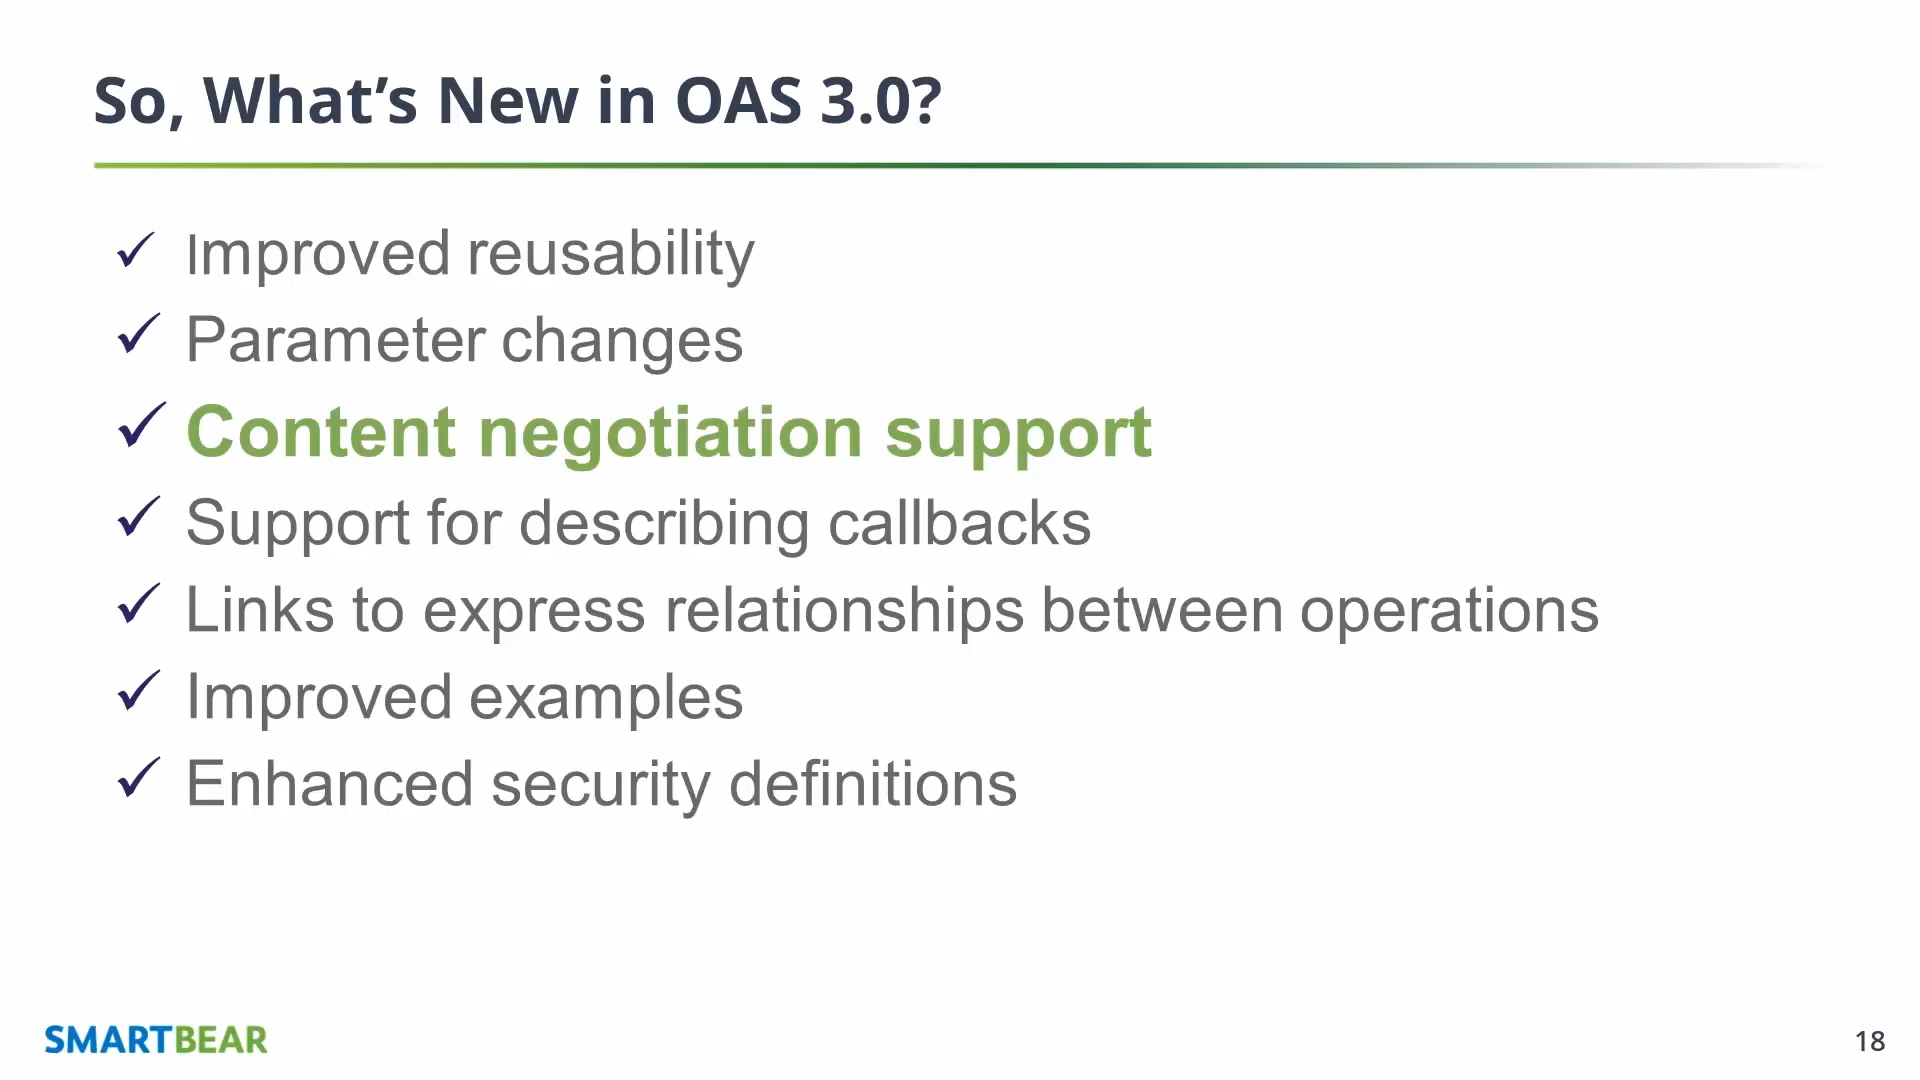 So, What’s New in OAS 3.0?
✓ Improved reusability
✓ Parameter changes
✓ Content negotiation support
✓ Support for describing callbacks
✓ Links to express relationships between operations
✓ Improved examples
✓ Enhanced security definitions
SMARTBEAR
18